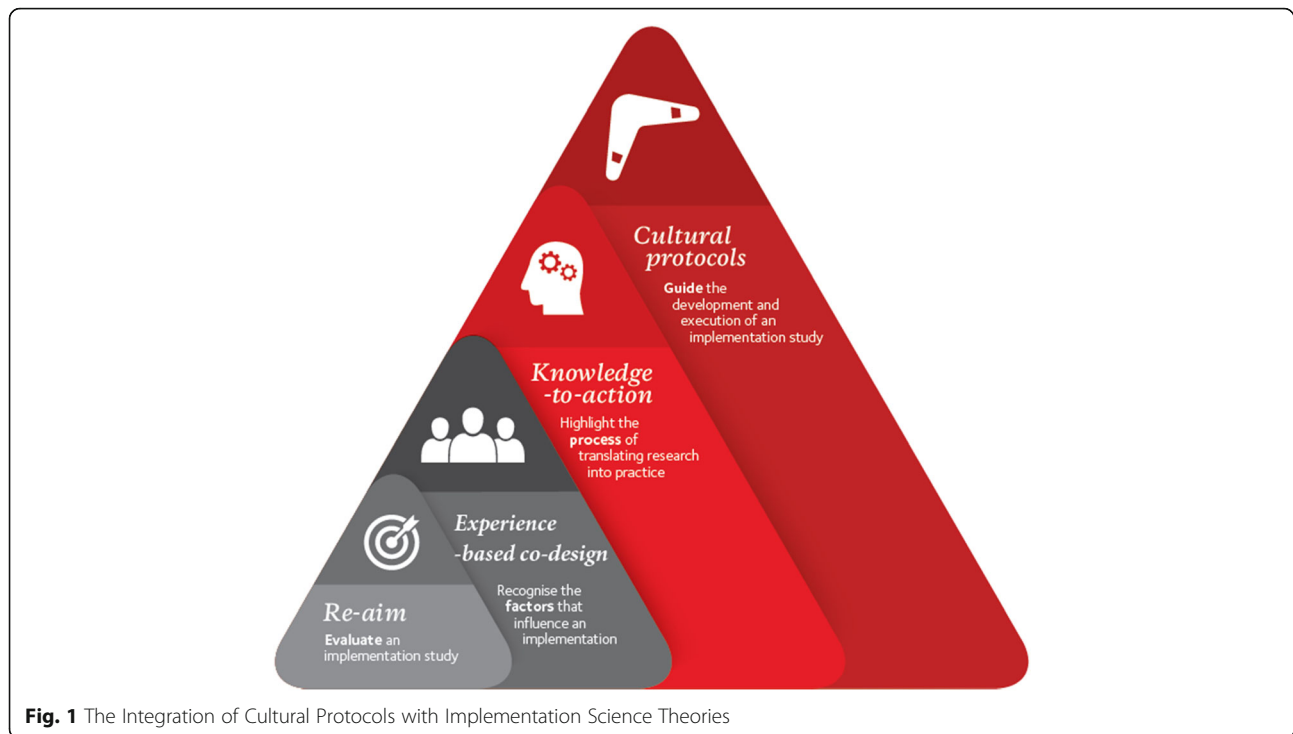 Cultural
protocols
Guide the
development and
execution of an
implementation study
Knowledge
-to-action
Highlight the
process of
translating research
into practice
Experience
-based co-design
Recognise the
factors that
influence an
implementation
Re-aim
Evaluate an
implementation study
Fig. 1 The Integration of Cultural Protocols with Implementation Science Theories